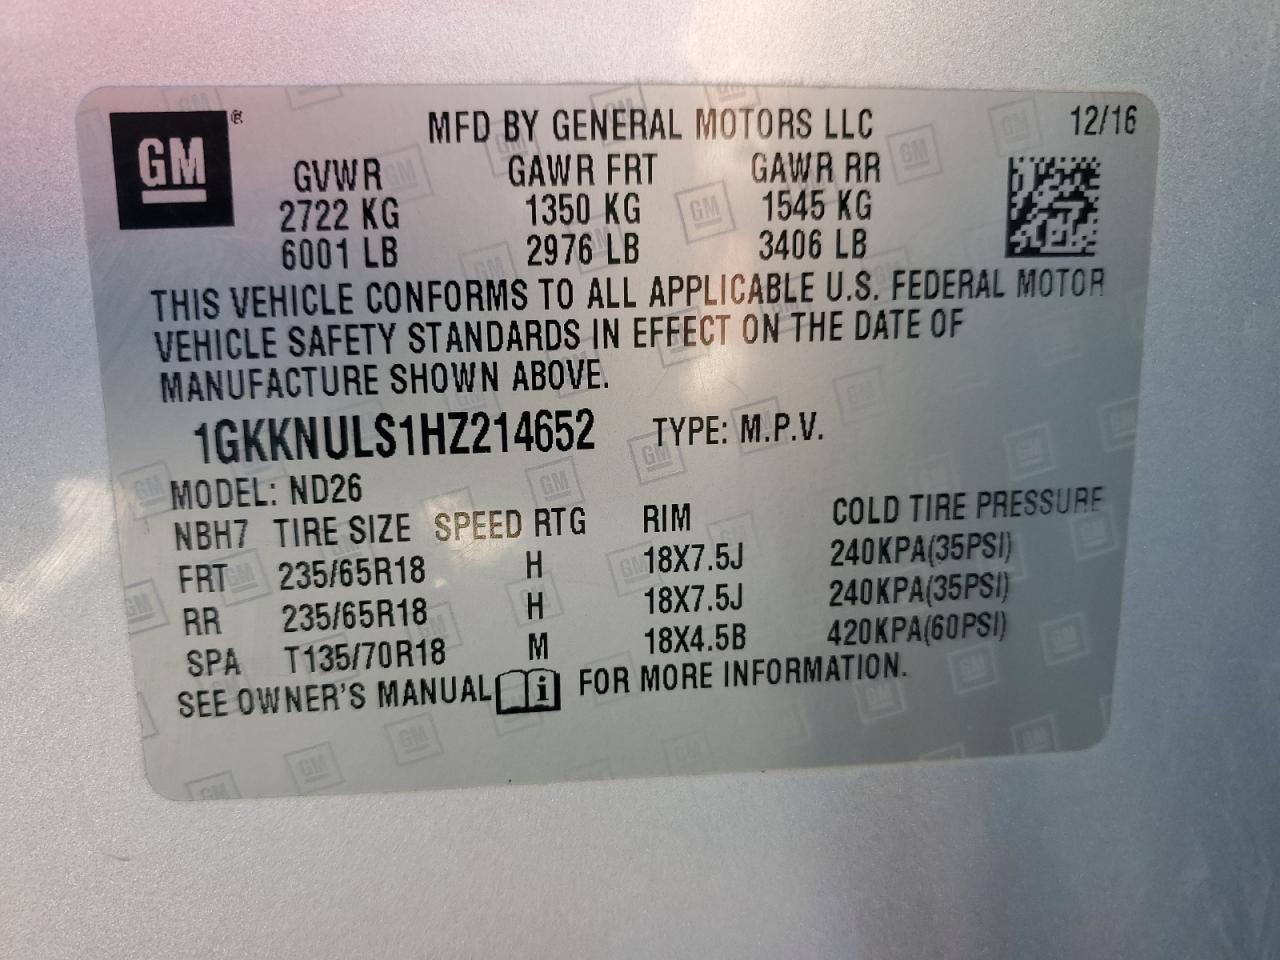 GM® MFD BY GENERAL MOTORS LLC 12/16
GVWR GAWR FRT GAWR RR
2722 KG 1350 KG 1545 KG
6001 LB 2976 LB 3406 LB
THIS VEHICLE CONFORMS TO ALL APPLICABLE U.S. FEDERAL MOTOR
VEHICLE SAFETY STANDARDS IN EFFECT ON THE DATE OF
MANUFACTURE SHOWN ABOVE.
1GKKNULS1HZ214652 TYPE: M.P.V.
MODEL: ND26
NBH7 TIRE SIZE SPEED RTG RIM COLD TIRE PRESSURE
FRT 235/65R18 H 18X7.5J 240KPA(35PSI)
RR 235/65R18 H 18X7.5J 240KPA(35PSI)
SPA T135/70R18 M 18X4.5B 420KPA(60PSI)
SEE OWNER'S MANUAL i FOR MORE INFORMATION.